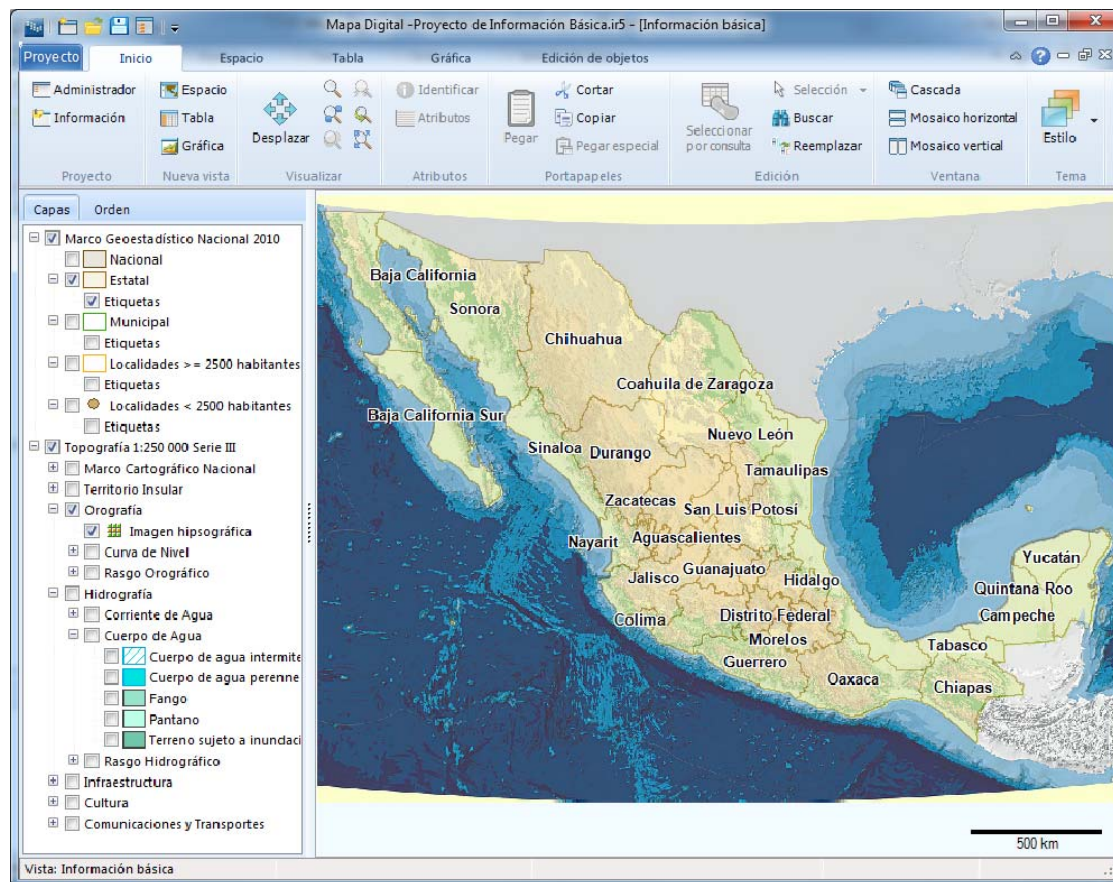 Mapa Digital -Proyecto de Información Básica.ir5 - [Información básica]
Proyecto Inicio Espacio Tabla Gráfica Edición de objetos
Administrador
Información
Proyecto
Espacio
Tabla
Gráfica
Nueva vista
Desplazar
Visualizar
Identificar
Atributos
Atributos
Pegar
Cortar
Copiar
Pegar especial
Portapapeles
Seleccionar
por consulta
Selección
Buscar
Reemplazar
Edición
Cascada
Mosaico horizontal
Mosaico vertical
Ventana
Estilo
Tema
Capas Orden
Marco Geoestadístico Nacional 2010
Nacional
Estatal
Etiquetas
Municipal
Etiquetas
Localidades >= 2500 habitantes
Etiquetas
Localidades < 2500 habitantes
Etiquetas
Topografía 1:250 000 Serie III
Marco Cartográfico Nacional
Territorio Insular
Orografía
Imagen hipsográfica
Curva de Nivel
Rasgo Orográfico
Hidrografía
Corriente de Agua
Cuerpo de Agua
Cuerpo de agua intermite
Cuerpo de agua perenne
Fango
Pantano
Terreno sujeto a inundaci
Rasgo Hidrográfico
Infraestructura
Cultura
Comunicaciones y Transportes
Baja California
Sonora
Chihuahua
Coahuila de Zaragoza
Baja California Sur
Nuevo León
Sinaloa
Durango
Tamaulipas
Zacatecas
San Luis Potosí
Nayarit
Aguascalientes
Yucatán
Jalisco
Guanajuato
Hidalgo
Quintana Roo
Colima
Distrito Federal
Campeche
Morelos
Tabasco
Guerrero
Oaxaca
Chiapas
500 km
Vista: Información básica